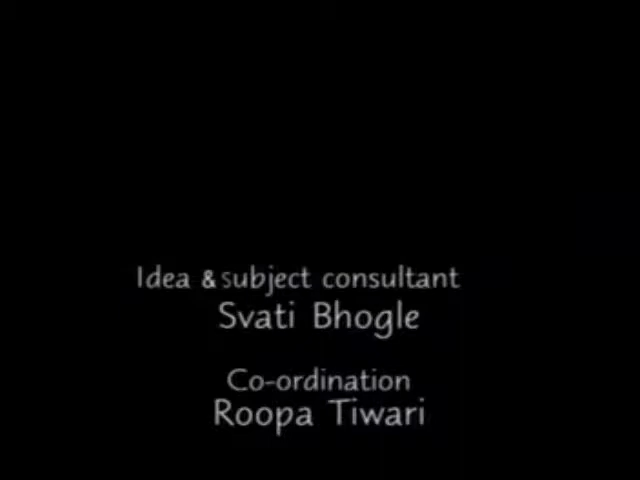 Idea & subject consultant
Svati Bhogle
Co-ordination
Roopa Tiwari